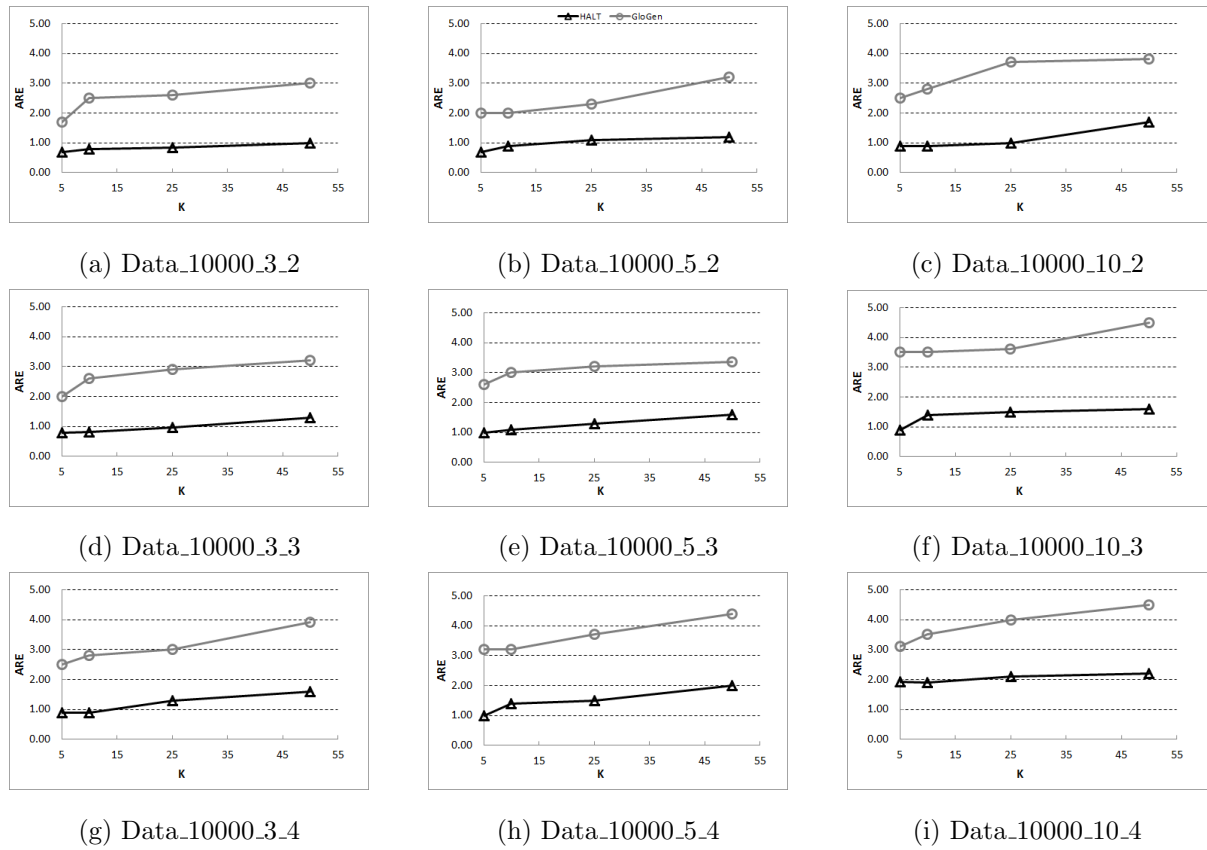 5.00
4.00
3.00
2.00
1.00
0.00
ARE
5 15 25 35 45 55
K
(a) Data_10000_3_2
HALT GloGen
5.00
4.00
3.00
2.00
1.00
0.00
ARE
5 15 25 35 45 55
K
(b) Data_10000_5_2
5.00
4.00
3.00
2.00
1.00
0.00
ARE
5 15 25 35 45 55
K
(c) Data_10000_10_2
5.00
4.00
3.00
2.00
1.00
0.00
ARE
5 15 25 35 45 55
K
(d) Data_10000_3_3
5.00
4.00
3.00
2.00
1.00
0.00
ARE
5 15 25 35 45 55
K
(e) Data_10000_5_3
5.00
4.00
3.00
2.00
1.00
0.00
ARE
5 15 25 35 45 55
K
(f) Data_10000_10_3
5.00
4.00
3.00
2.00
1.00
0.00
ARE
5 15 25 35 45 55
K
(g) Data_10000_3_4
5.00
4.00
3.00
2.00
1.00
0.00
ARE
5 15 25 35 45 55
K
(h) Data_10000_5_4
5.00
4.00
3.00
2.00
1.00
0.00
ARE
5 15 25 35 45 55
K
(i) Data_10000_10_4